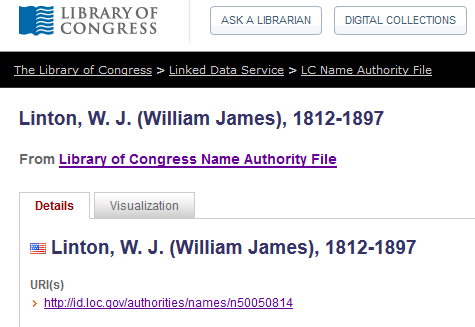 LIBRARY OF
CONGRESS
ASK A LIBRARIAN
DIGITAL COLLECTIONS
The Library of Congress > Linked Data Service > LC Name Authority File
Linton, W. J. (William James), 1812-1897
From Library of Congress Name Authority File
Details
Visualization
Linton, W. J. (William James), 1812-1897
URI(s)
http://id.loc.gov/authorities/names/n50050814